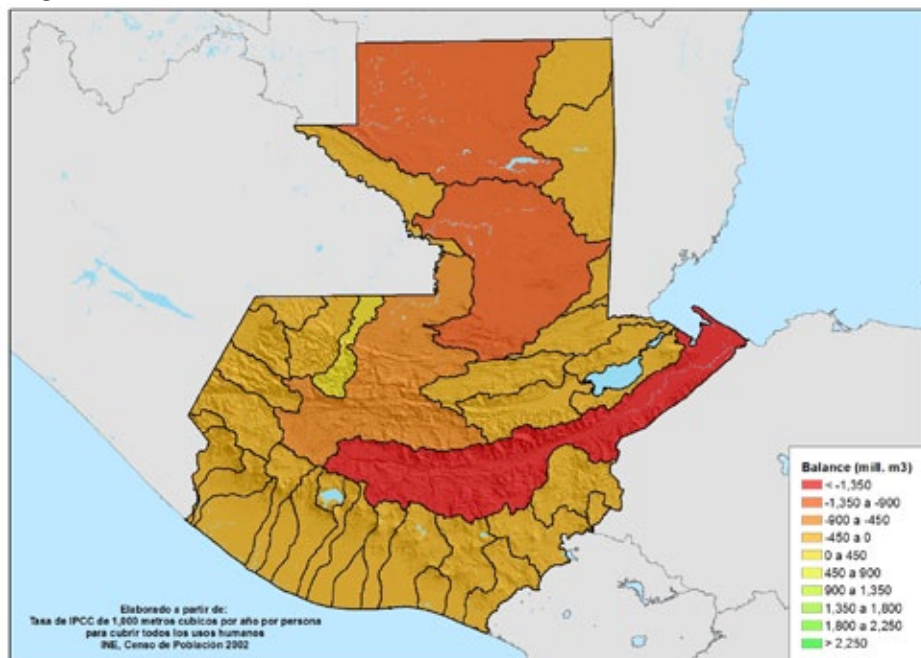 Balance (mill. m3)
< -1,350
-1,350 a -900
-900 a -450
-450 a 0
0 a 450
450 a 900
900 a 1,350
1,350 a 1,800
1,800 a 2,250
> 2,250
Elaborado a partir de:
Tasa de IPCC de 1,000 metros cubicos por año por persona
para cubrir todos los usos humanos
INE, Censo de Población 2002